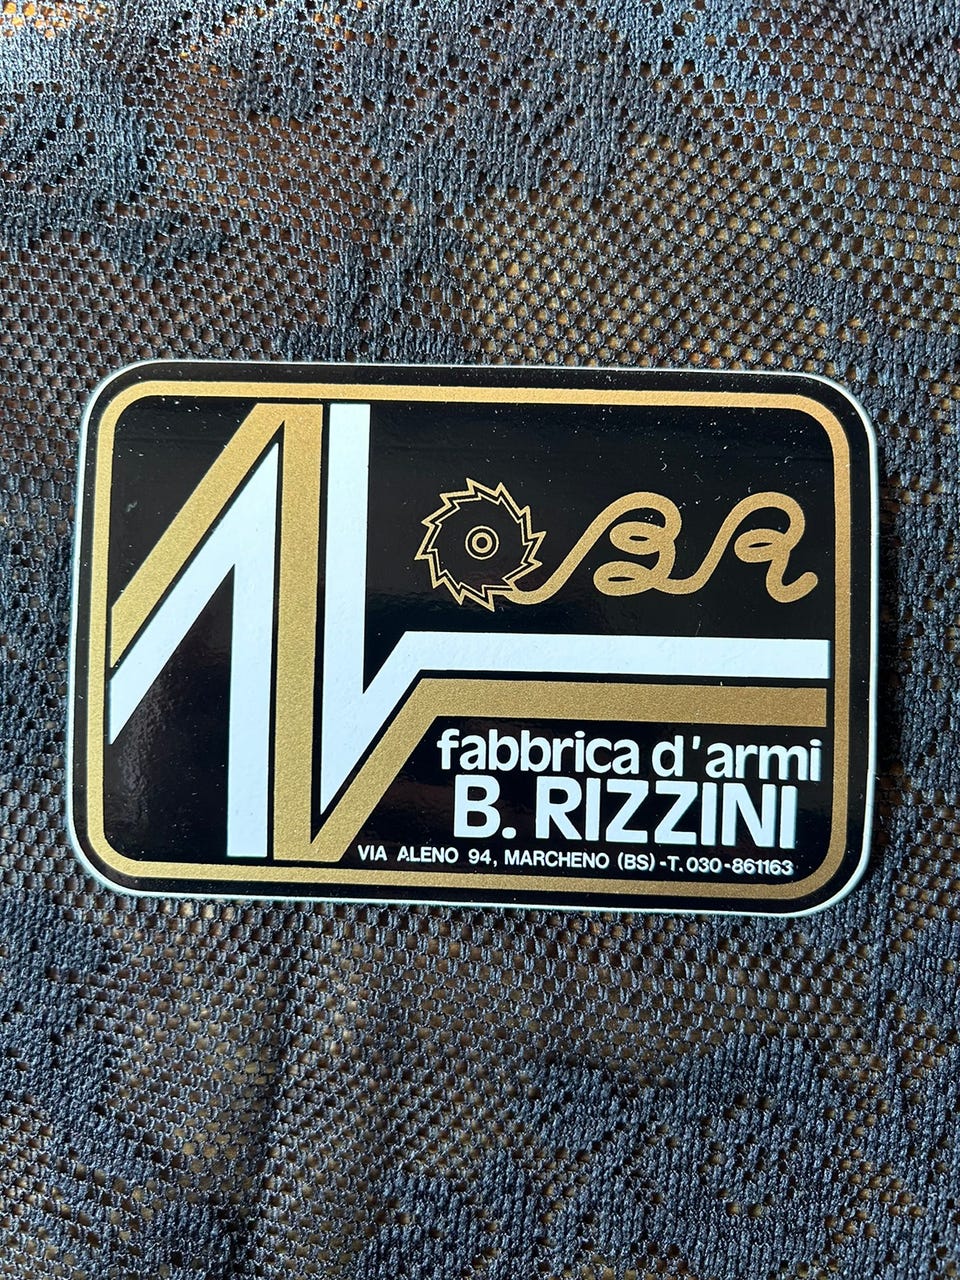 BR
fabbrica d'armi
B. RIZZINI
VIA ALENO 94, MARCHENO (BS) - T. 030-861163